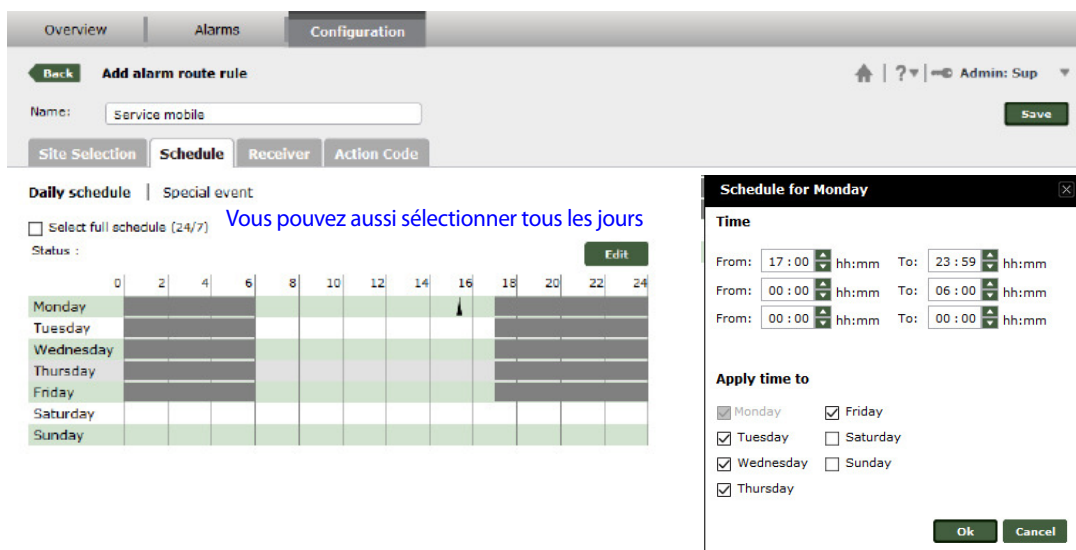 Overview Alarms Configuration
Back Add alarm route rule ? Admin: Sup
Name: Service mobile Save
Site Selection Schedule Receiver Action Code
Daily schedule | Special event
Select full schedule (24/7) Vous pouvez aussi sélectionner tous les jours
Status : Edit
0 2 4 6 8 10 12 14 16 18 20 22 24
Monday
Tuesday
Wednesday
Thursday
Friday
Saturday
Sunday
Schedule for Monday
Time
From: 17:00 hh:mm To: 23:59 hh:mm
From: 00:00 hh:mm To: 06:00 hh:mm
From: 00:00 hh:mm To: 00:00 hh:mm
Apply time to
Monday Friday
Tuesday Saturday
Wednesday Sunday
Thursday
Ok Cancel